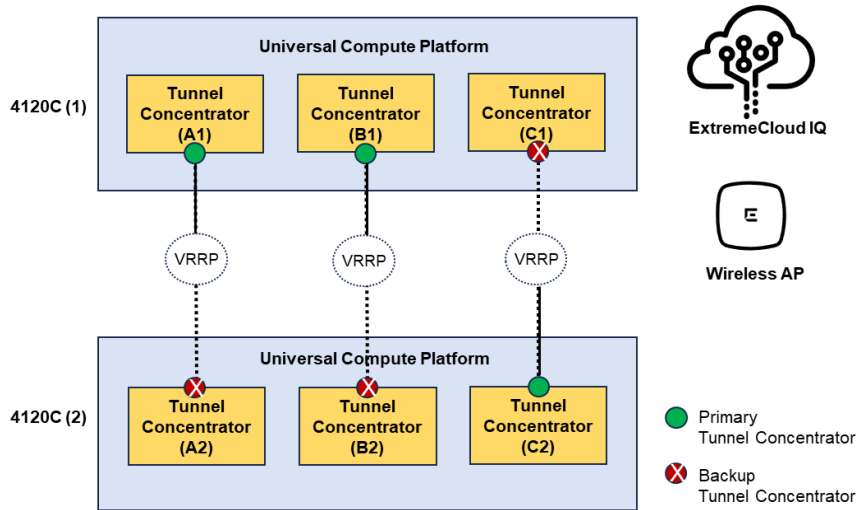 Universal Compute Platform
4120C (1)
Tunnel
Concentrator
(A1)
Tunnel
Concentrator
(B1)
Tunnel
Concentrator
(C1)
X
VRRP
VRRP
VRRP
Universal Compute Platform
4120C (2)
X
Tunnel
Concentrator
(A2)
X
Tunnel
Concentrator
(B2)
Tunnel
Concentrator
(C2)
ExtremeCloud IQ
E
Wireless AP
Primary
Tunnel Concentrator
X
Backup
Tunnel Concentrator